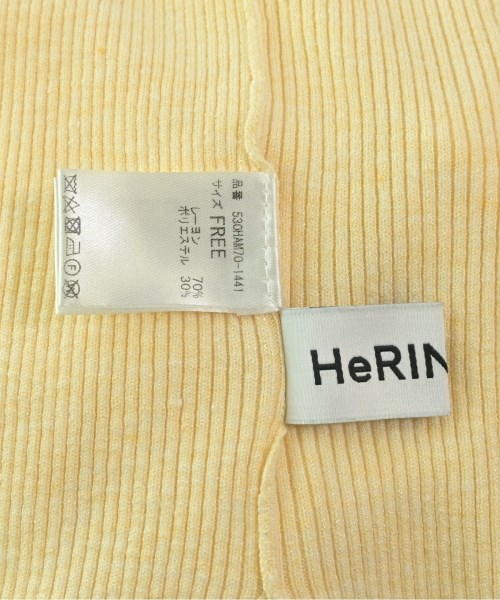 品番 530HAM70-1441
サイズ FREE
レーヨン 70%
ポリエステル 30%
HeRIN